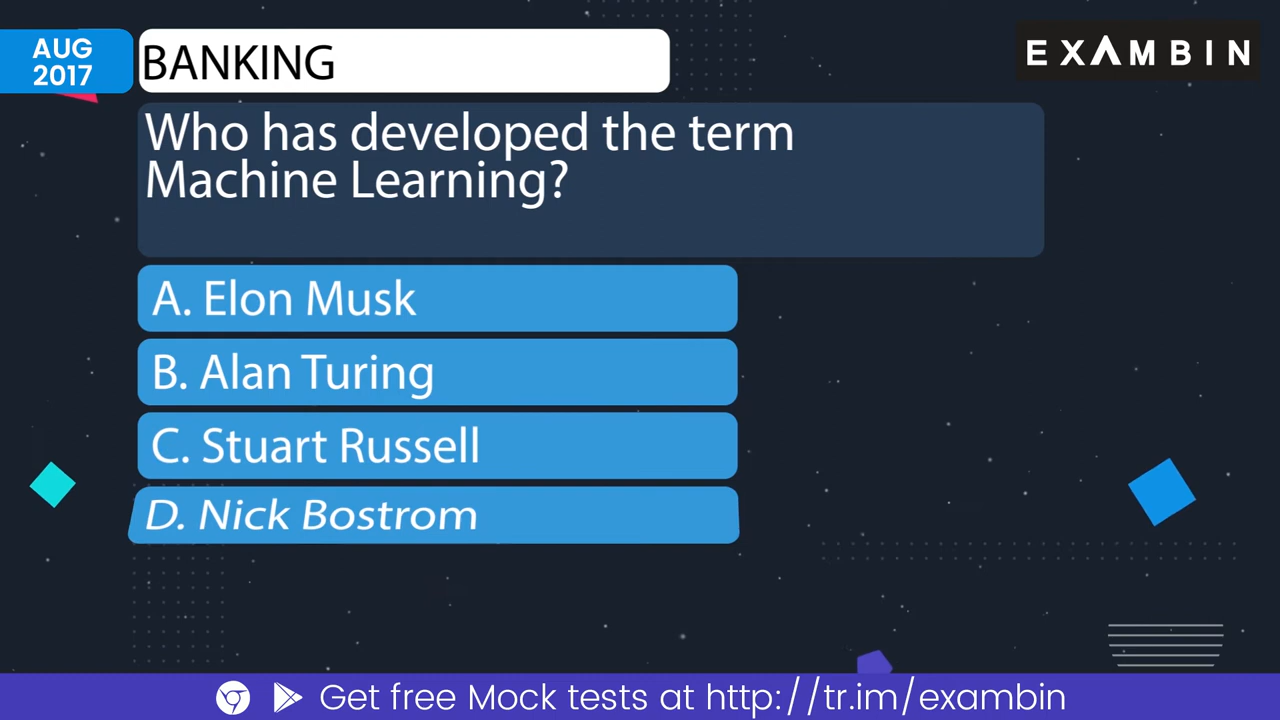 AUG
2017
BANKING
EXAMBIN
Who has developed the term
Machine Learning?
A. Elon Musk
B. Alan Turing
C. Stuart Russell
D. Nick Bostrom
Get free Mock tests at http://tr.im/exambin